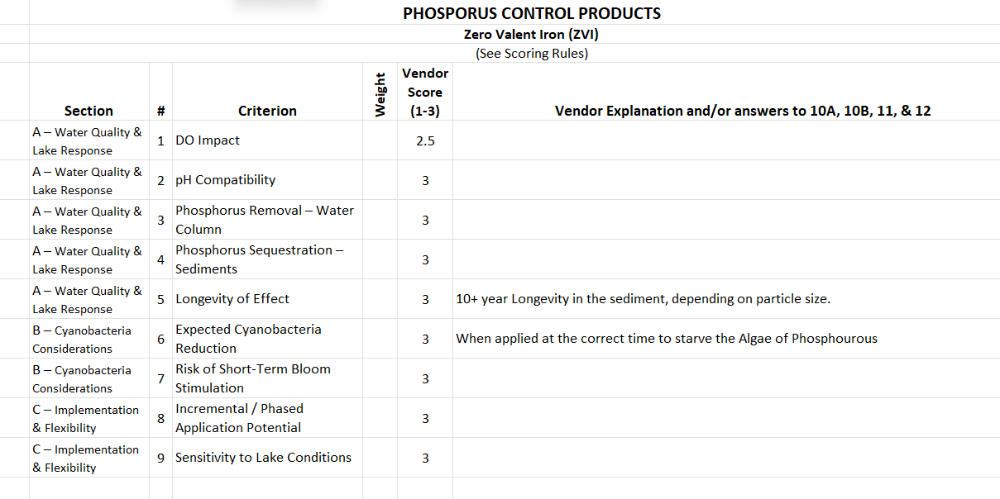 PHOSPORUS CONTROL PRODUCTS
Zero Valent Iron (ZVI)
(See Scoring Rules)
Section # Criterion Weight Vendor Score (1-3) Vendor Explanation and/or answers to 10A, 10B, 11, & 12
A – Water Quality &
Lake Response
1 DO Impact 2.5
A – Water Quality &
Lake Response
2 pH Compatibility 3
A – Water Quality &
Lake Response
3 Phosphorus Removal – Water
Column
3
A – Water Quality &
Lake Response
4 Phosphorus Sequestration –
Sediments
3
A – Water Quality &
Lake Response
5 Longevity of Effect 3 10+ year Longevity in the sediment, depending on particle size.
B – Cyanobacteria
Considerations
6 Expected Cyanobacteria
Reduction
3 When applied at the correct time to starve the Algae of Phosphourous
B – Cyanobacteria
Considerations
7 Risk of Short-Term Bloom
Stimulation
3
C – Implementation
& Flexibility
8 Incremental / Phased
Application Potential
3
C – Implementation
& Flexibility
9 Sensitivity to Lake Conditions 3